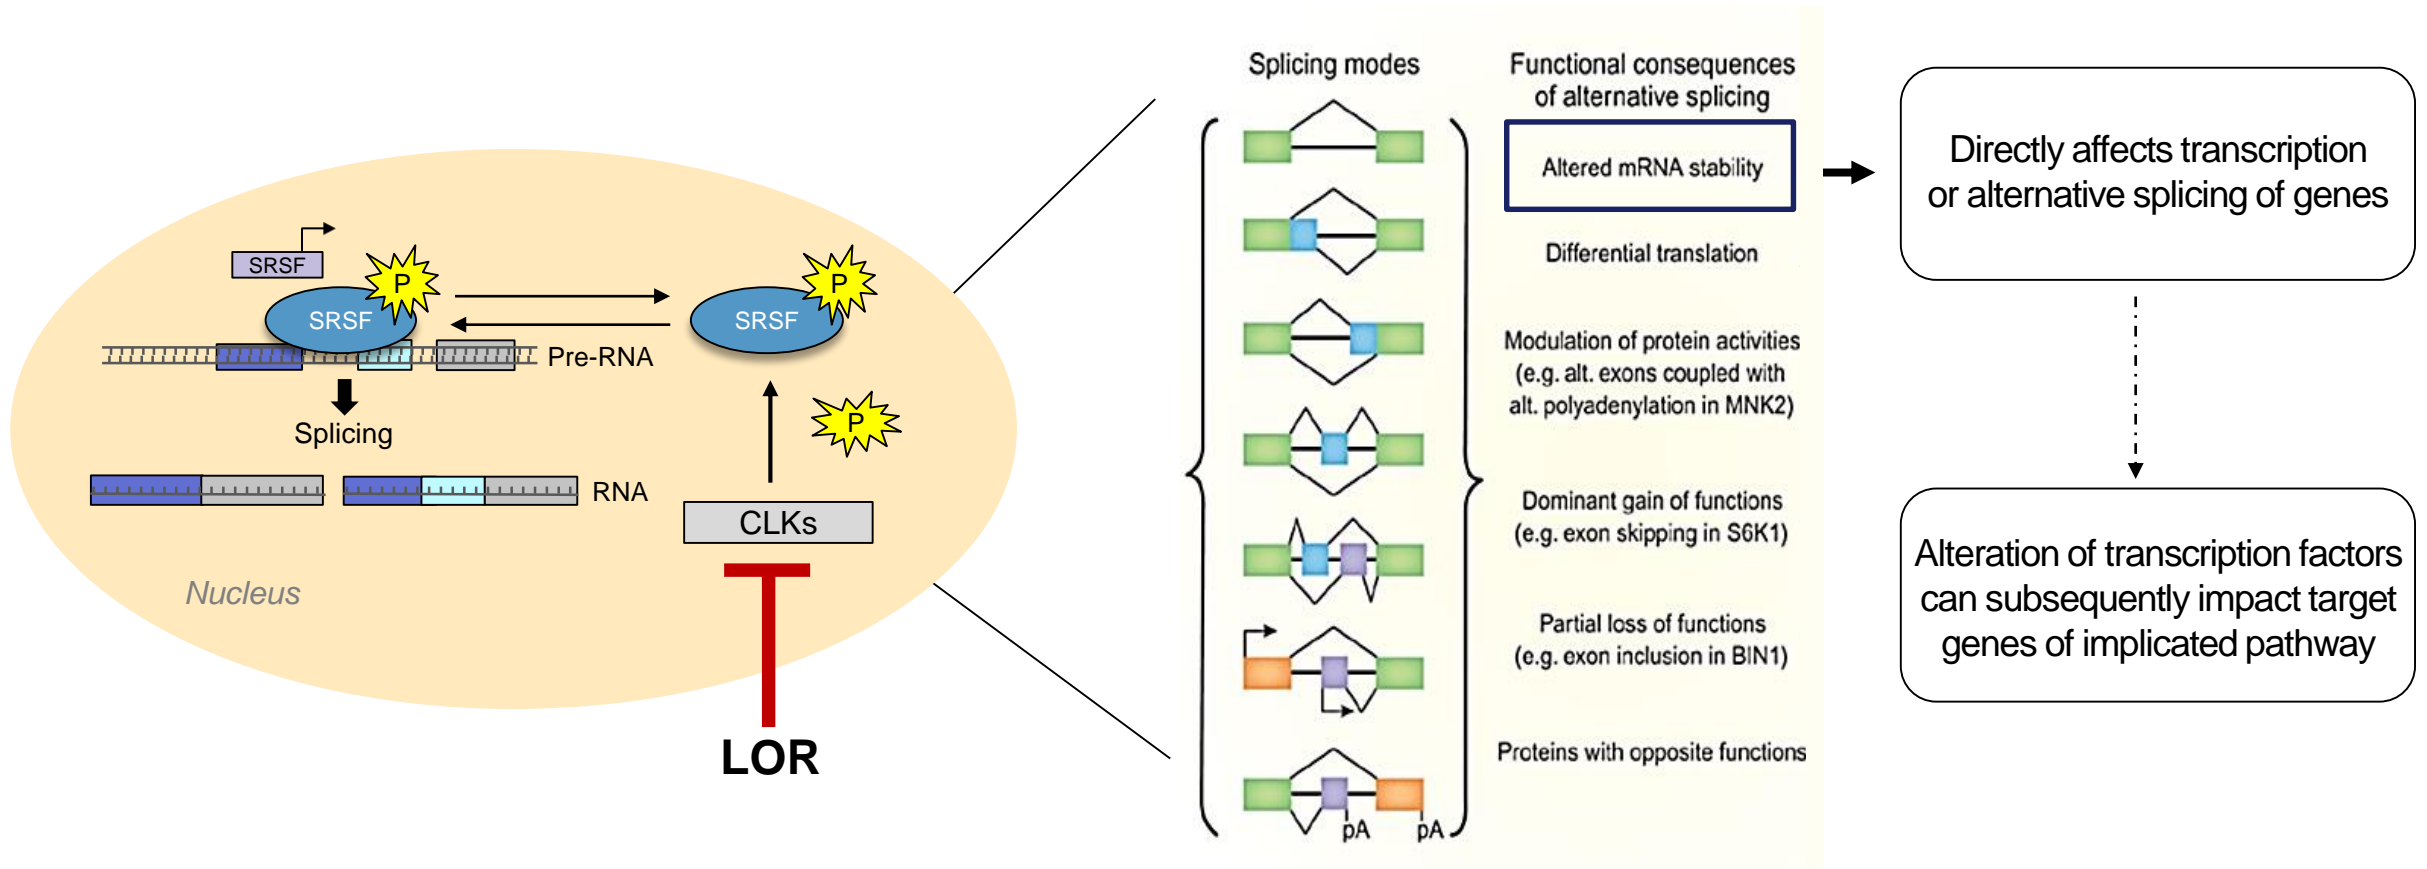 SRSF
P
SRSF
Pre-RNA
Splicing
RNA
Nucleus
P
SRSF
P
CLKs
LOR
Splicing modes
pA
pA
Functional consequences
of alternative splicing
Altered mRNA stability
Differential translation
Modulation of protein activities
(e.g. alt. exons coupled with
alt. polyadenylation in MNK2)
Dominant gain of functions
(e.g. exon skipping in S6K1)
Partial loss of functions
(e.g. exon inclusion in BIN1)
Proteins with opposite functions
Directly affects transcription
or alternative splicing of genes
Alteration of transcription factors
can subsequently impact target
genes of implicated pathway